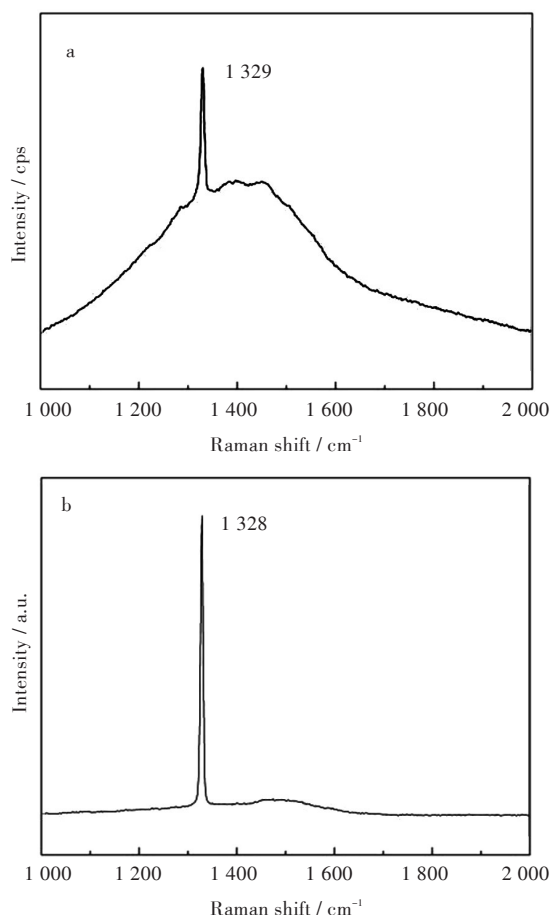 a
1 329
Intensity / cps
1 000 1 200 1 400 1 600 1 800 2 000
Raman shift / cm⁻¹
b
1 328
Intensity / a.u.
1 000 1 200 1 400 1 600 1 800 2 000
Raman shift / cm⁻¹